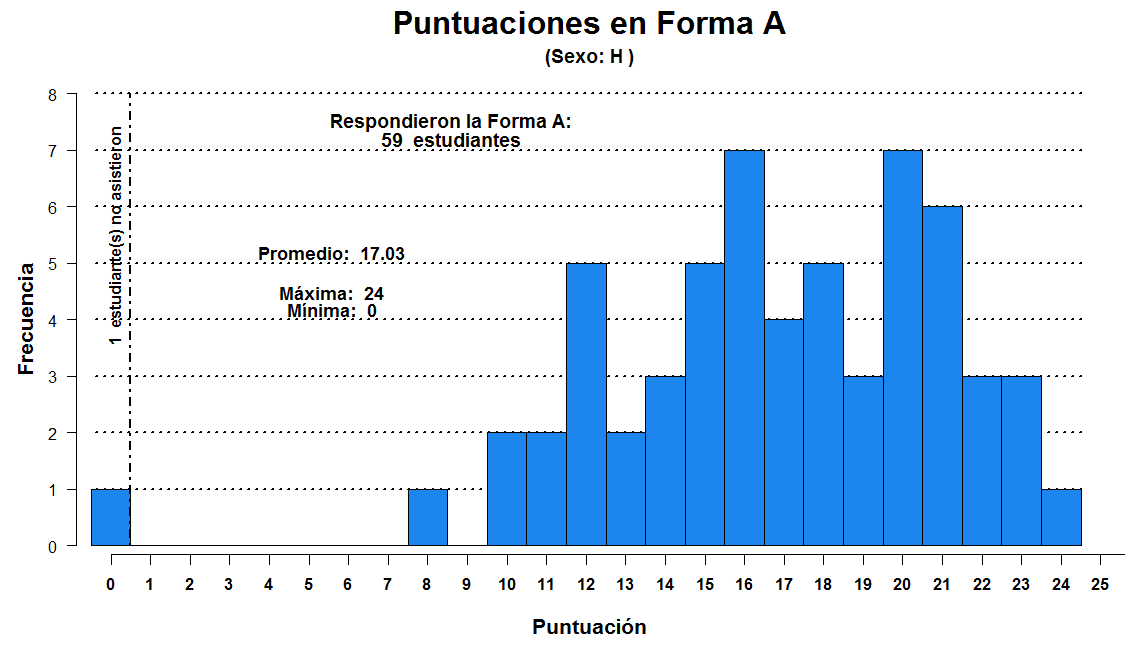 Puntuaciones en Forma A
(Sexo: H )
Respondieron la Forma A:
59 estudiantes
1 estudiante(s) no asistieron
Promedio: 17.03
Máxima: 24
Mínima: 0
Frecuencia
8
7
6
5
4
3
2
1
0
0 1 2 3 4 5 6 7 8 9 10 11 12 13 14 15 16 17 18 19 20 21 22 23 24 25
Puntuación